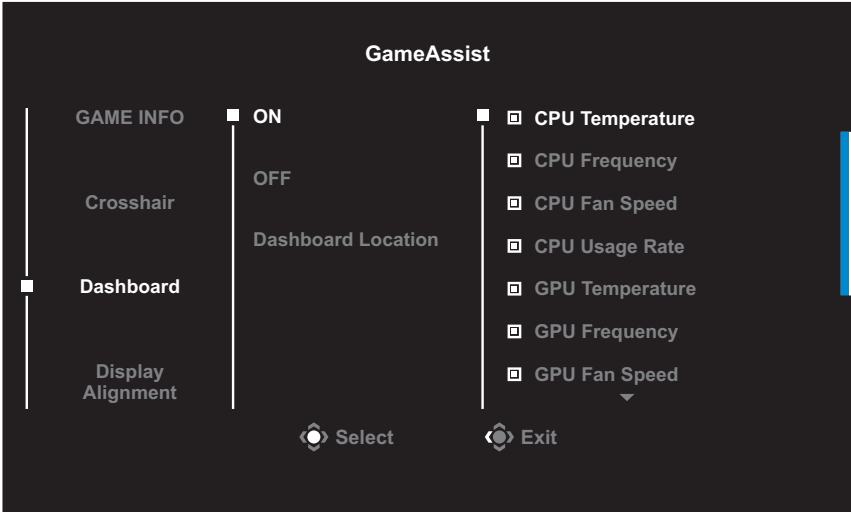 GameAssist
GAME INFO
Crosshair
Dashboard
Display
Alignment
ON
OFF
Dashboard Location
CPU Temperature
CPU Frequency
CPU Fan Speed
CPU Usage Rate
GPU Temperature
GPU Frequency
GPU Fan Speed
Select
Exit